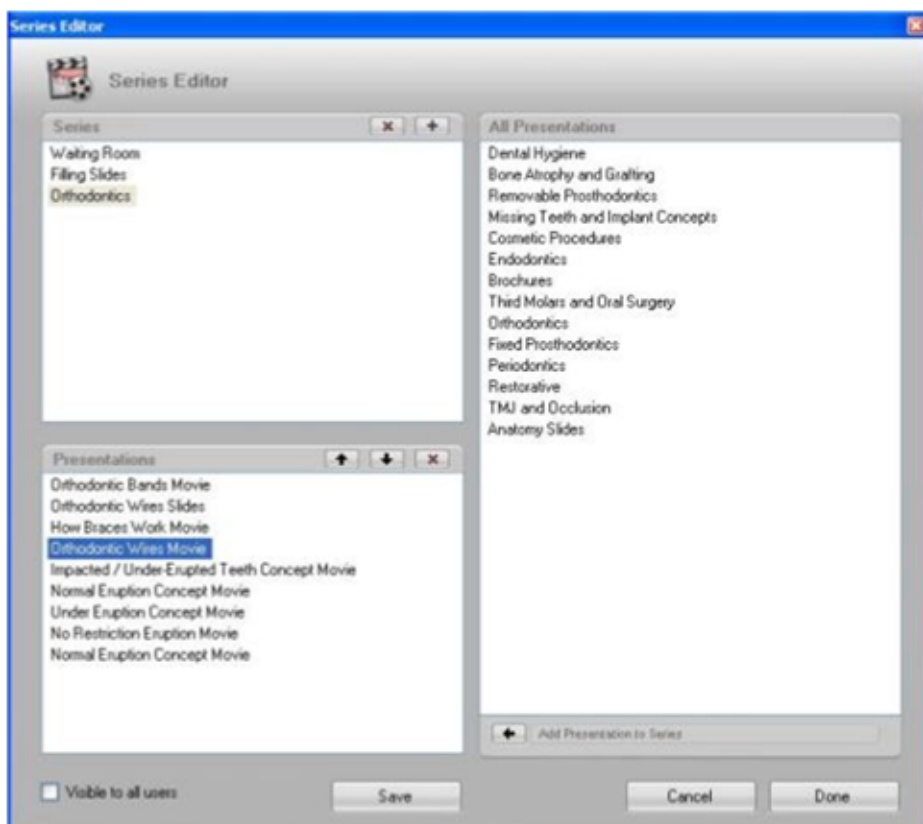 Series Editor
Series Editor
Series
Waiting Room
Filling Slides
Orthodontics
Presentations
Orthodontic Bands Movie
Orthodontic Wires Slides
How Braces Work Movie
Orthodontic Wires Movie
Impacted / Under-Erupted Teeth Concept Movie
Normal Eruption Concept Movie
Under Eruption Concept Movie
No Restriction Eruption Movie
Normal Eruption Concept Movie
All Presentations
Dental Hygiene
Bone Atrophy and Grafting
Removable Prosthodontics
Missing Teeth and Implant Concepts
Cosmetic Procedures
Endodontics
Brochures
Third Molars and Oral Surgery
Orthodontics
Fixed Prosthodontics
Periodontics
Restorative
TMJ and Occlusion
Anatomy Slides
Add Presentation to Series
Visible to all users
Save
Cancel
Done